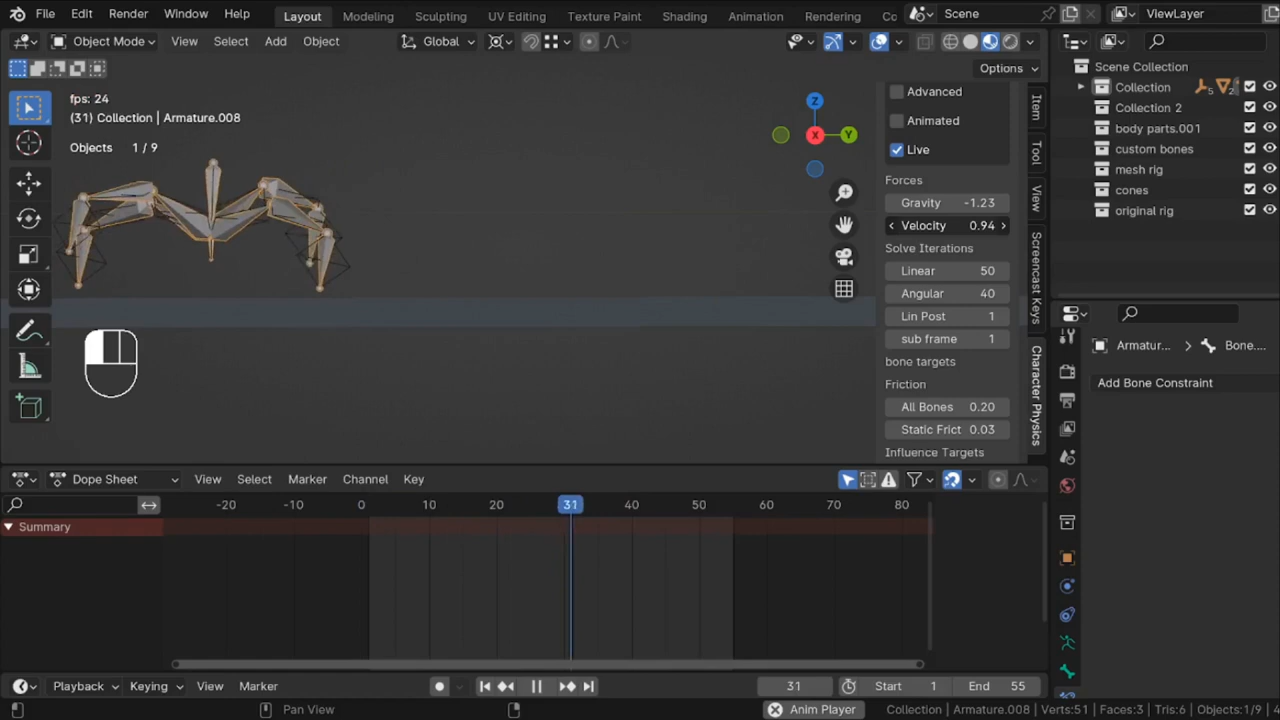 File Edit Render Window Help Layout Modeling Sculpting UV Editing Texture Paint Shading Animation Rendering Co Scene ViewLayer
Object Mode View Select Add Object Global
Options
fps: 24
(31) Collection | Armature.008
Objects 1 / 9
Z
X
Y
Advanced
Animated
Live
Forces
Gravity -1.23
Velocity 0.94
Solve Iterations
Linear 50
Angular 40
Lin Post 1
sub frame 1
bone targets
Friction
All Bones 0.20
Static Frict 0.03
Influence Targets
Item
Tool
View
Screencast Keys
Character Physics
Scene Collection
Collection 5 2
Collection 2
body parts.001
custom bones
mesh rig
cones
original rig
Armatur... Bone....
Add Bone Constraint
Dope Sheet View Select Marker Channel Key
-20 -10 0 10 20 31 40 50 60 70 80
Summary
Playback Keying View Marker 31 Start 1 End 55
Pan View Anim Player Collection | Armature.008 | Verts:51 | Faces:3 | Tris:6 | Objects:1/9 | 4